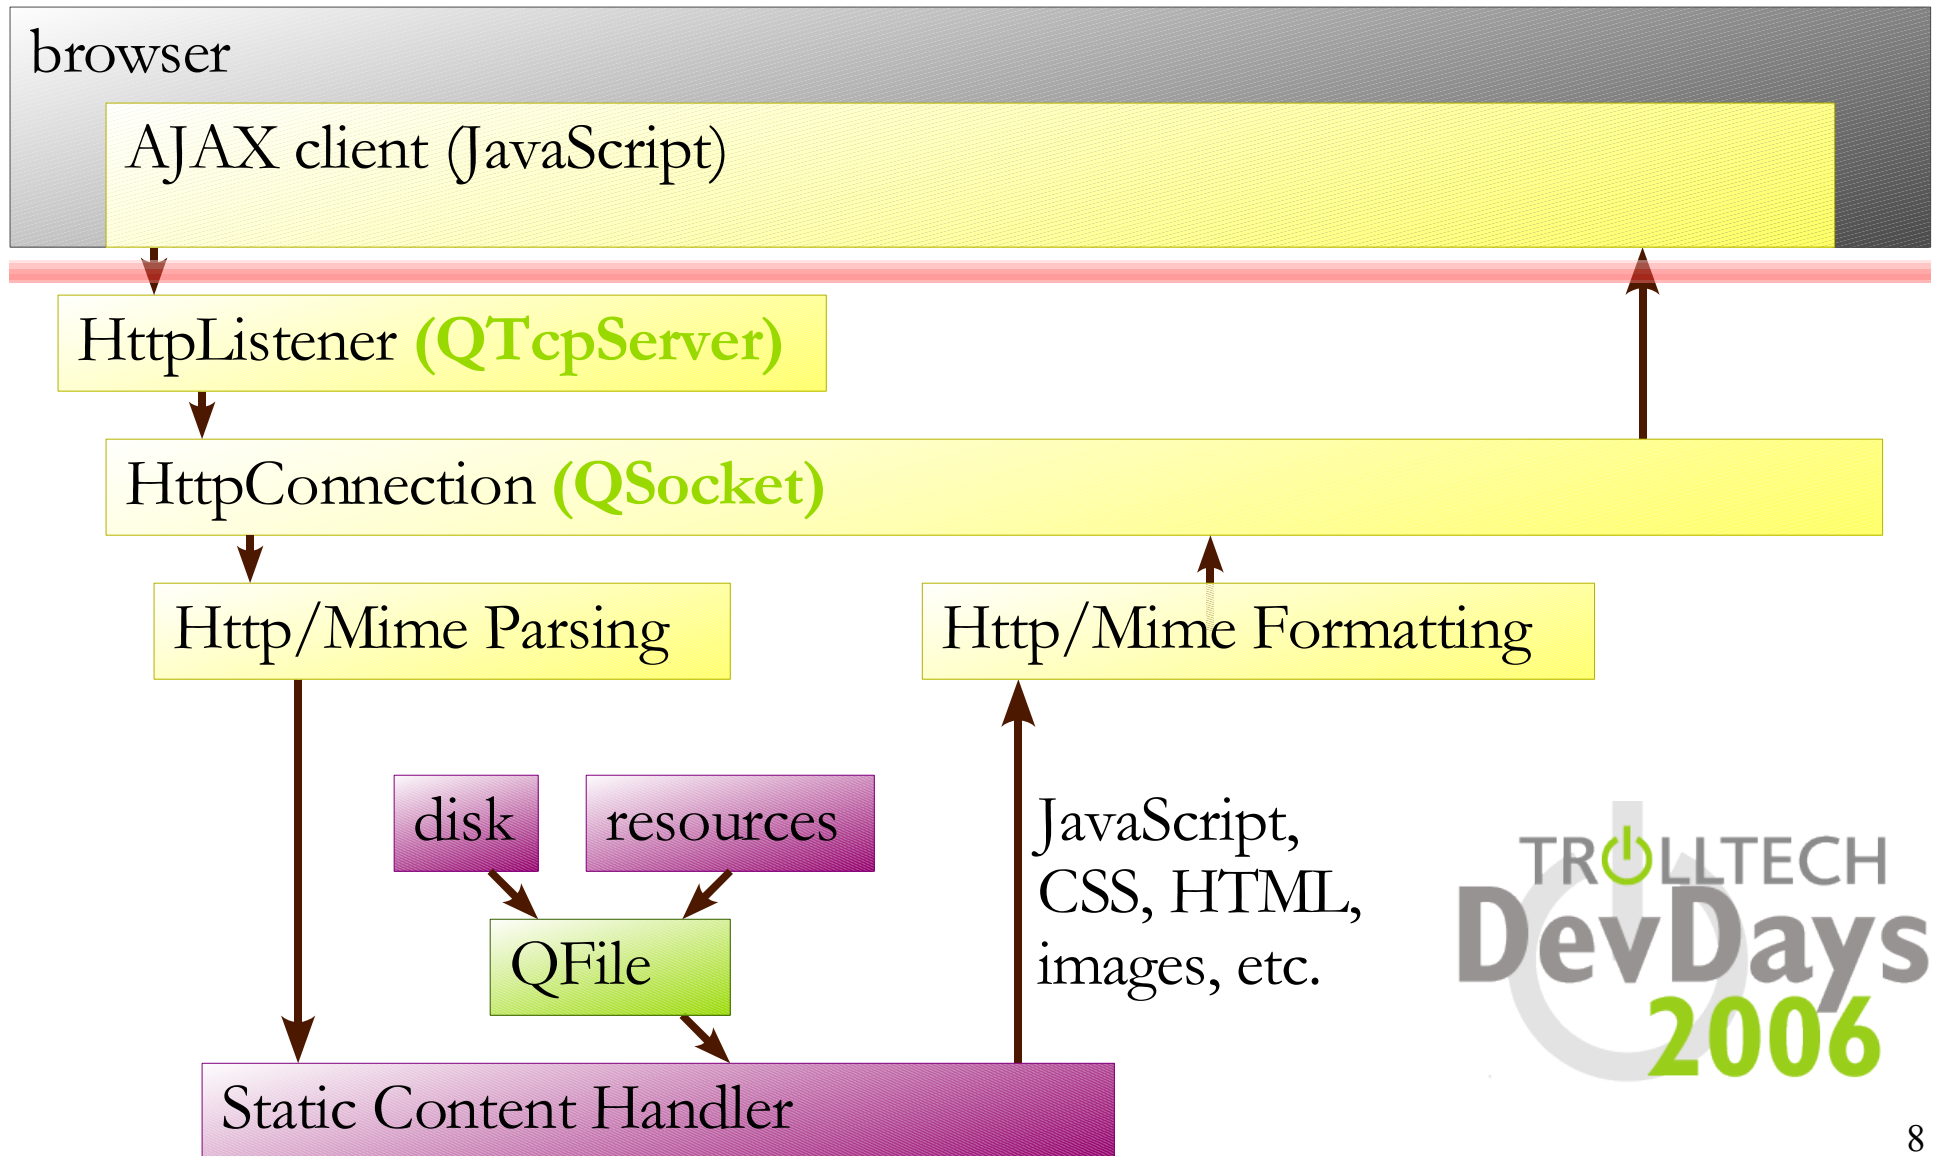 browser
AJAX client (JavaScript)
HttpListener (QTcpServer)
HttpConnection (QSocket)
Http/Mime Parsing
Http/Mime Formatting
disk
resources
JavaScript,
CSS, HTML,
images, etc.
QFile
Static Content Handler
TROLLTECH
DevDays
2006
8